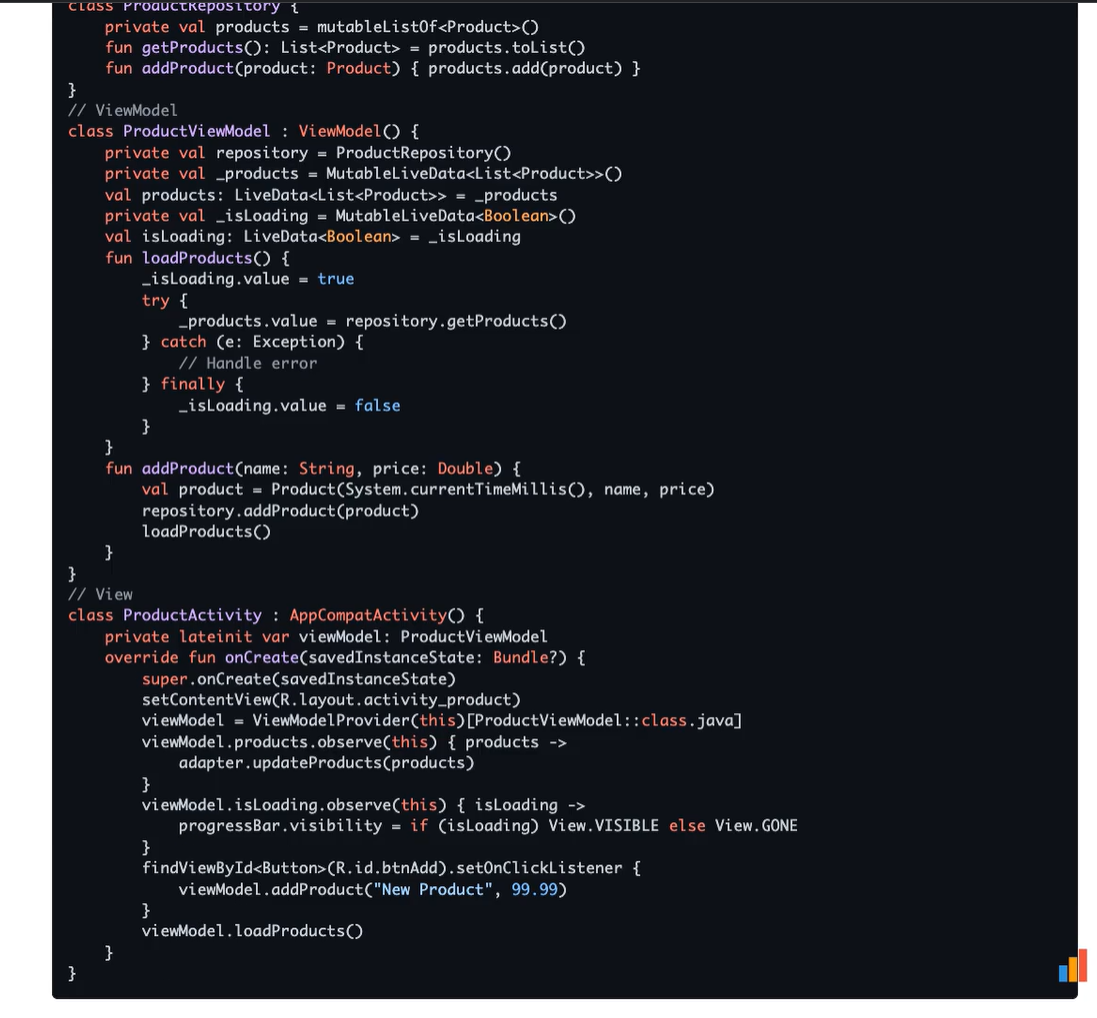 class ProductRepository {
    private val products = mutableListOf<Product>()
    fun getProducts(): List<Product> = products.toList()
    fun addProduct(product: Product) { products.add(product) }
}
// ViewModel
class ProductViewModel : ViewModel() {
    private val repository = ProductRepository()
    private val _products = MutableLiveData<List<Product>>()
    val products: LiveData<List<Product>> = _products
    private val _isLoading = MutableLiveData<Boolean>()
    val isLoading: LiveData<Boolean> = _isLoading
    fun loadProducts() {
        _isLoading.value = true
        try {
            _products.value = repository.getProducts()
        } catch (e: Exception) {
            // Handle error
        } finally {
            _isLoading.value = false
        }
    }
    fun addProduct(name: String, price: Double) {
        val product = Product(System.currentTimeMillis(), name, price)
        repository.addProduct(product)
        loadProducts()
    }
}
// View
class ProductActivity : AppCompatActivity() {
    private lateinit var viewModel: ProductViewModel
    override fun onCreate(savedInstanceState: Bundle?) {
        super.onCreate(savedInstanceState)
        setContentView(R.layout.activity_product)
        viewModel = ViewModelProvider(this)[ProductViewModel::class.java]
        viewModel.products.observe(this) { products ->
            adapter.updateProducts(products)
        }
        viewModel.isLoading.observe(this) { isLoading ->
            progressBar.visibility = if (isLoading) View.VISIBLE else View.GONE
        }
        findViewById<Button>(R.id.btnAdd).setOnClickListener {
            viewModel.addProduct("New Product", 99.99)
        }
        viewModel.loadProducts()
    }
}